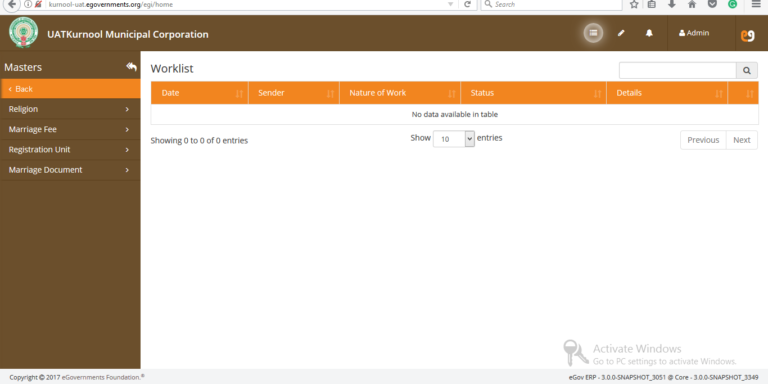 kurnool-uat.egovernments.org/egi/home
Search
UATKurnool Municipal Corporation
Admin
Masters
Worklist
‹ Back
Religion
Marriage Fee
Registration Unit
Marriage Document
Date Sender Nature of Work Status Details
No data available in table
Showing 0 to 0 of 0 entries
Show 10 entries
Previous Next
Activate Windows
Go to PC settings to activate Windows.
Copyright © 2017 eGovernments Foundation.®
eGov ERP - 3.0.0-SNAPSHOT_3051 @ Core - 3.0.0-SNAPSHOT_3349